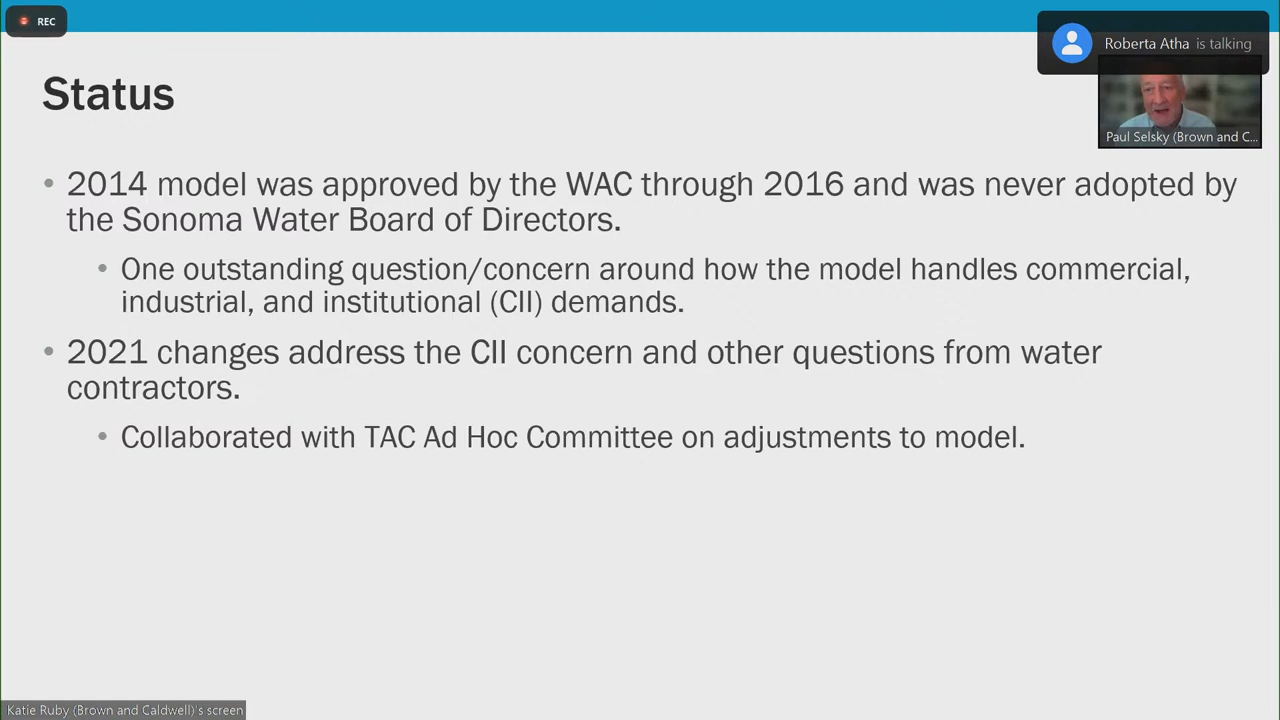 REC
Roberta Atha is talking
Status
Paul Selsky (Brown and C...
• 2014 model was approved by the WAC through 2016 and was never adopted by
the Sonoma Water Board of Directors.
• One outstanding question/concern around how the model handles commercial,
industrial, and institutional (CII) demands.
• 2021 changes address the CII concern and other questions from water
contractors.
• Collaborated with TAC Ad Hoc Committee on adjustments to model.
Katie Ruby (Brown and Caldwell)'s screen